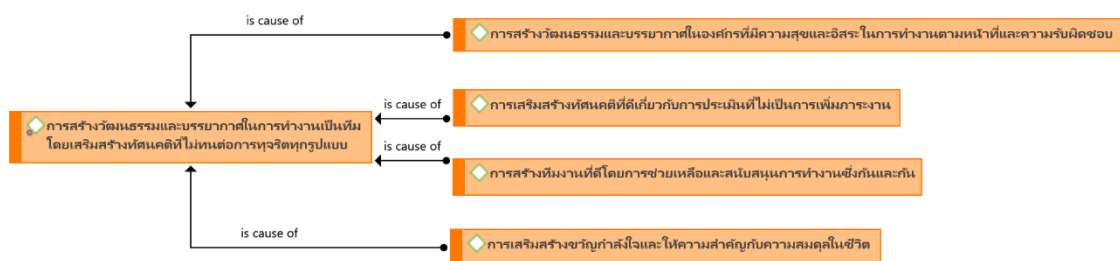 is cause of
การสร้างวัฒนธรรมและบรรยากาศในองค์กรที่มีความสุขและอิสระในการทำงานตามหน้าที่และความรับผิดชอบ
is cause of
การเสริมสร้างทัศนคติที่ดีเกี่ยวกับการประเมินที่ไม่เป็นการเพิ่มภาระงาน
การสร้างวัฒนธรรมและบรรยากาศในการทำงานเป็นทีม
โดยเสริมสร้างทัศนคติที่ไม่ทนต่อการทุจริตทุกรูปแบบ
is cause of
การสร้างทีมงานที่ดีโดยการช่วยเหลือและสนับสนุนการทำงานซึ่งกันและกัน
is cause of
การเสริมสร้างขวัญกำลังใจและให้ความสำคัญกับความสมดุลในชีวิต